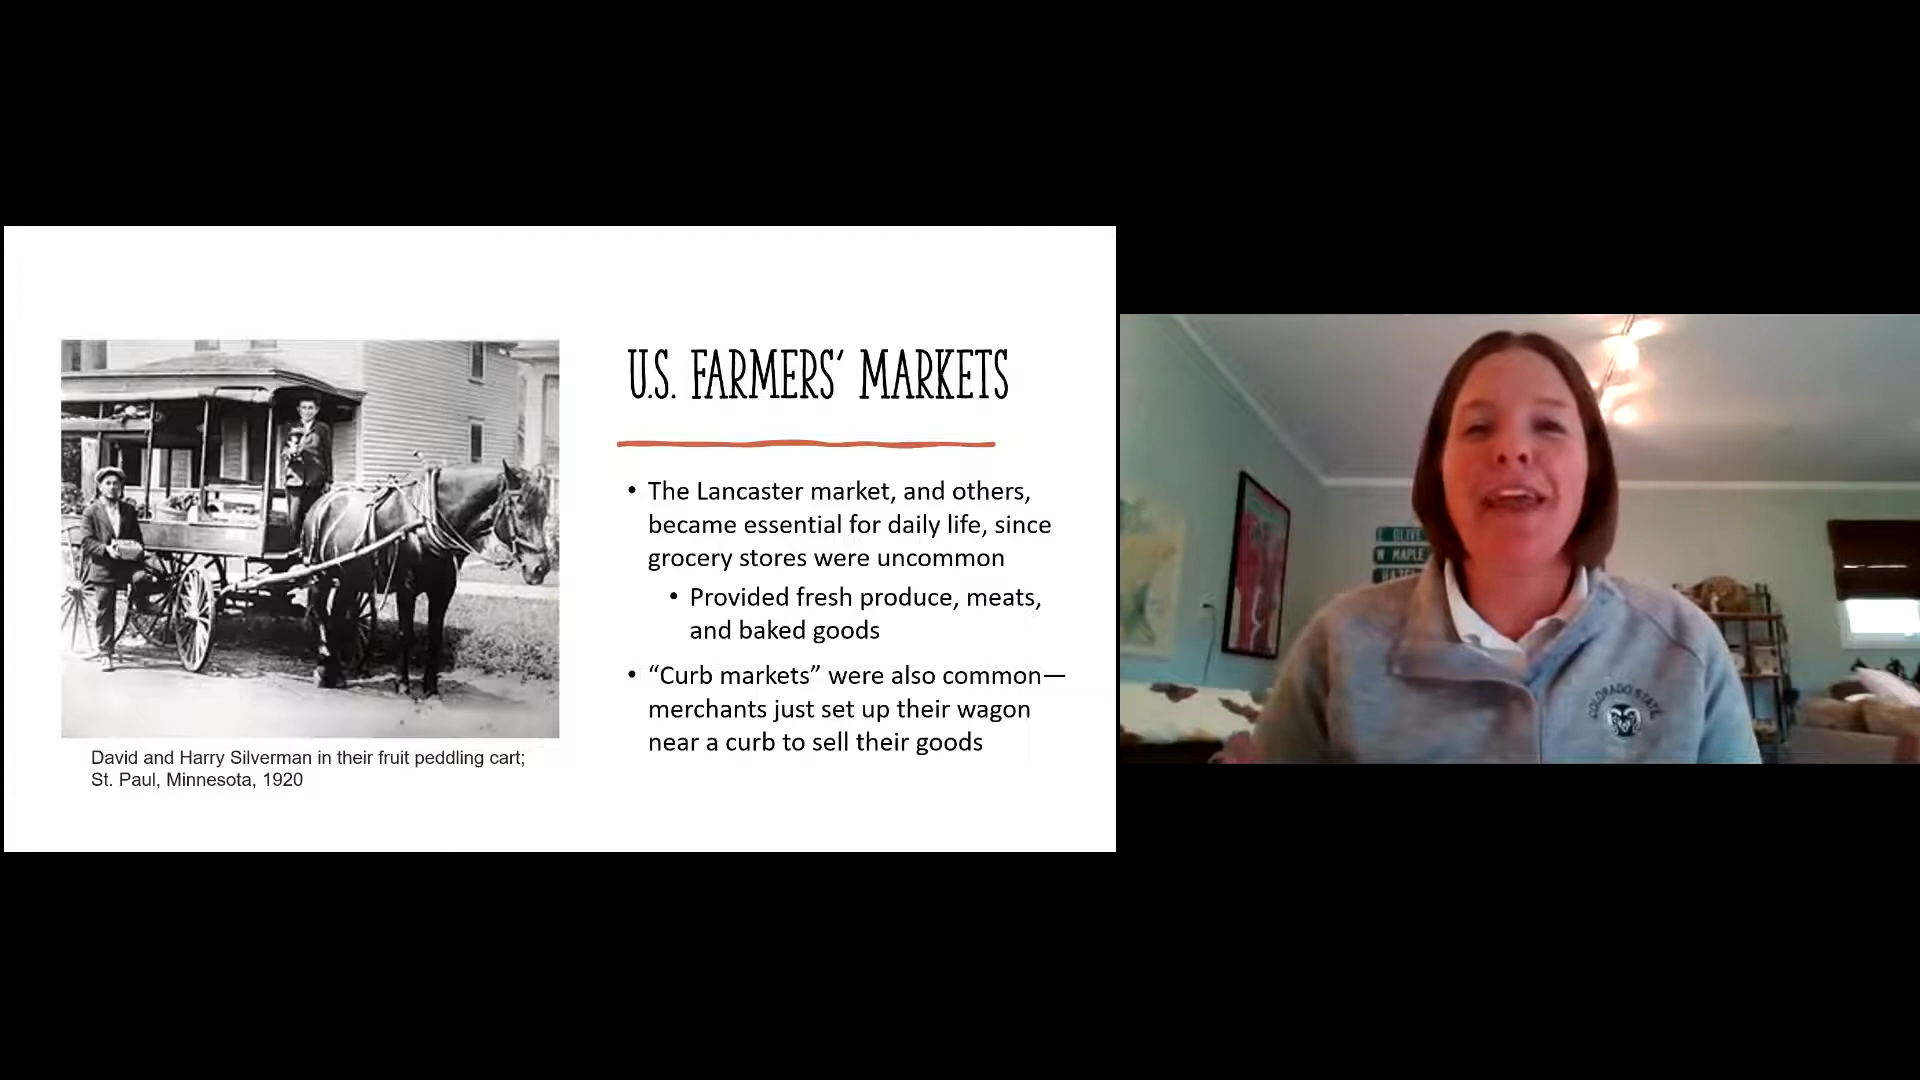 U.S. FARMERS’ MARKETS
• The Lancaster market, and others,
became essential for daily life, since
grocery stores were uncommon
• Provided fresh produce, meats,
and baked goods
• “Curb markets” were also common—
merchants just set up their wagon
near a curb to sell their goods
David and Harry Silverman in their fruit peddling cart;
St. Paul, Minnesota, 1920
E OLIVE
W MAPLE
COLORADO STATE